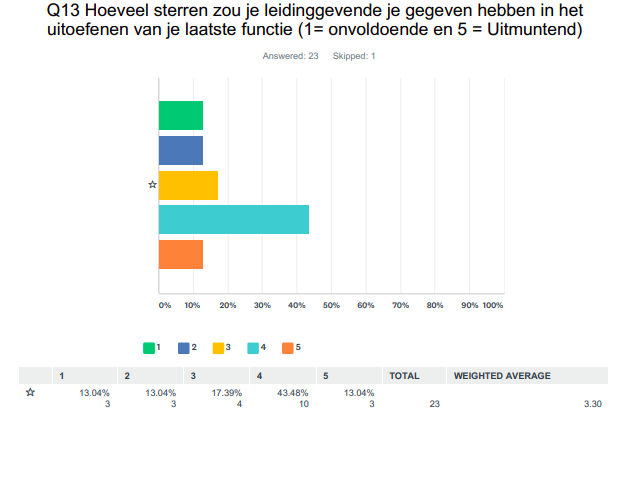 Q13 Hoeveel sterren zou je leidinggevende je gegeven hebben in het
uitoefenen van je laatste functie (1= onvoldoende en 5 = Uitmuntend)
Answered: 23 Skipped: 1
☆
0% 10% 20% 30% 40% 50% 60% 70% 80% 90% 100%
1 2 3 4 5
1 2 3 4 5 TOTAL WEIGHTED AVERAGE
☆ 13.04% 13.04% 17.39% 43.48% 13.04%
3 3 4 10 3 23 3.30